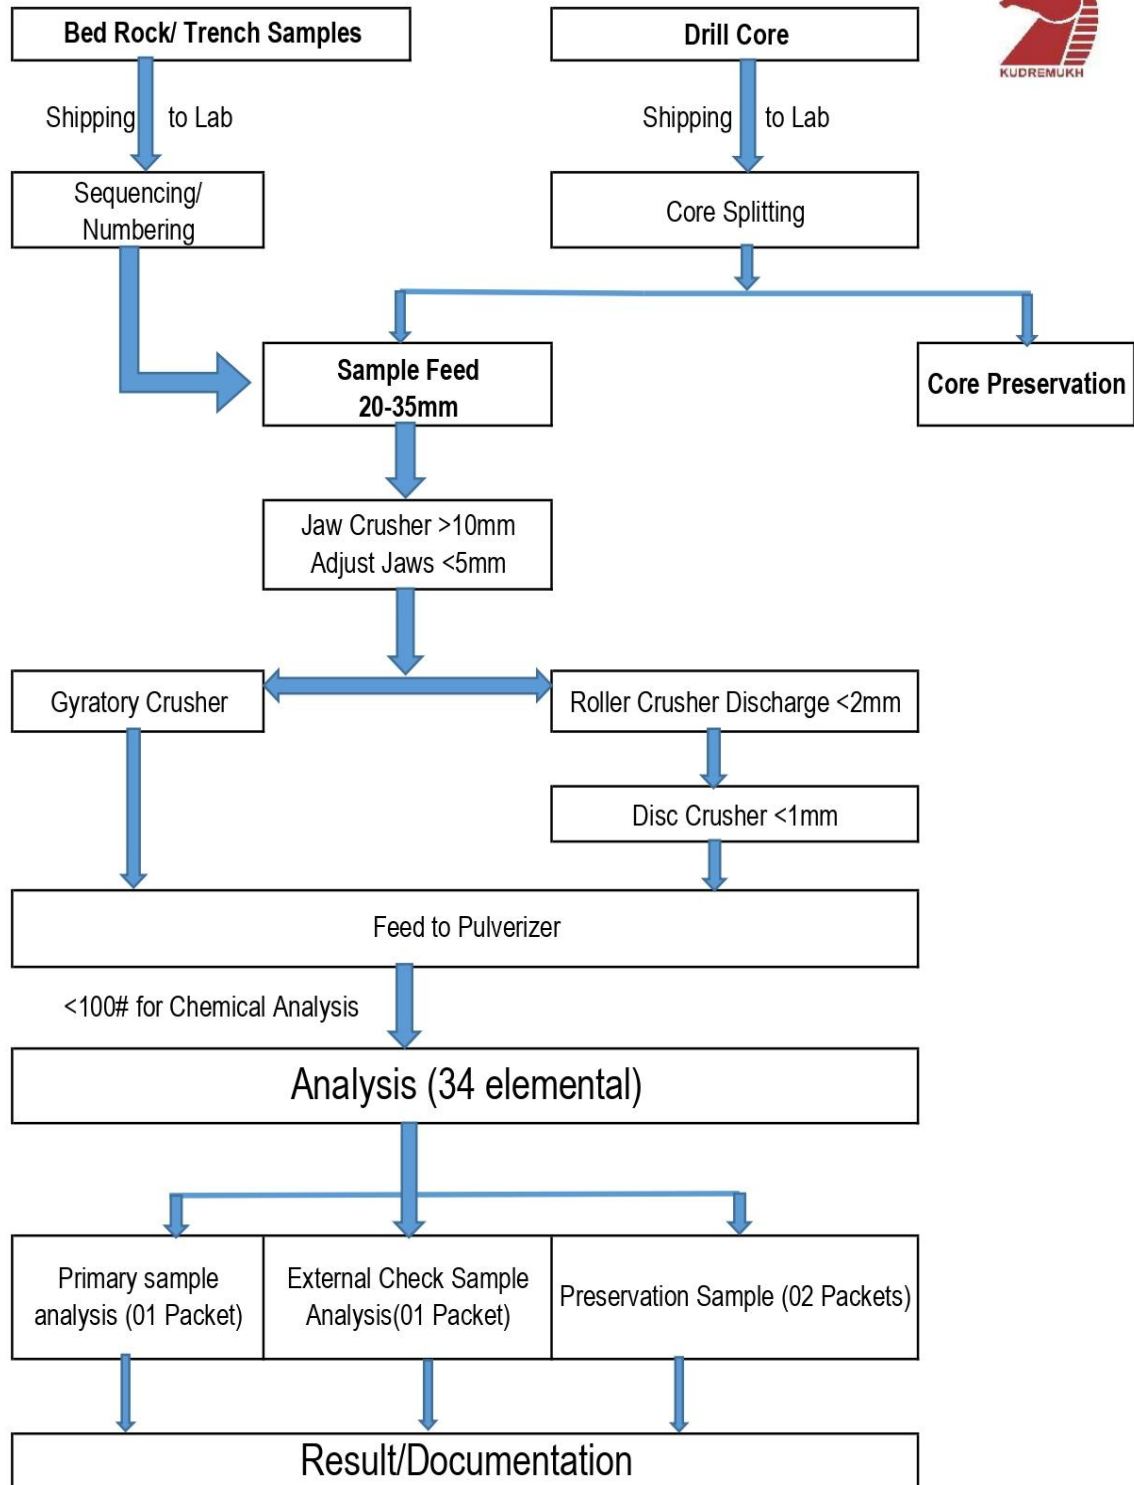 KUDREMUKH
Bed Rock/ Trench Samples
Drill Core
Shipping to Lab
Shipping to Lab
Sequencing/
Numbering
Core Splitting
Sample Feed
20-35mm
Core Preservation
Jaw Crusher >10mm
Adjust Jaws <5mm
Gyratory Crusher
Roller Crusher Discharge <2mm
Disc Crusher <1mm
Feed to Pulverizer
<100# for Chemical Analysis
Analysis (34 elemental)
Primary sample
analysis (01 Packet)
External Check Sample
Analysis(01 Packet)
Preservation Sample (02 Packets)
Result/Documentation